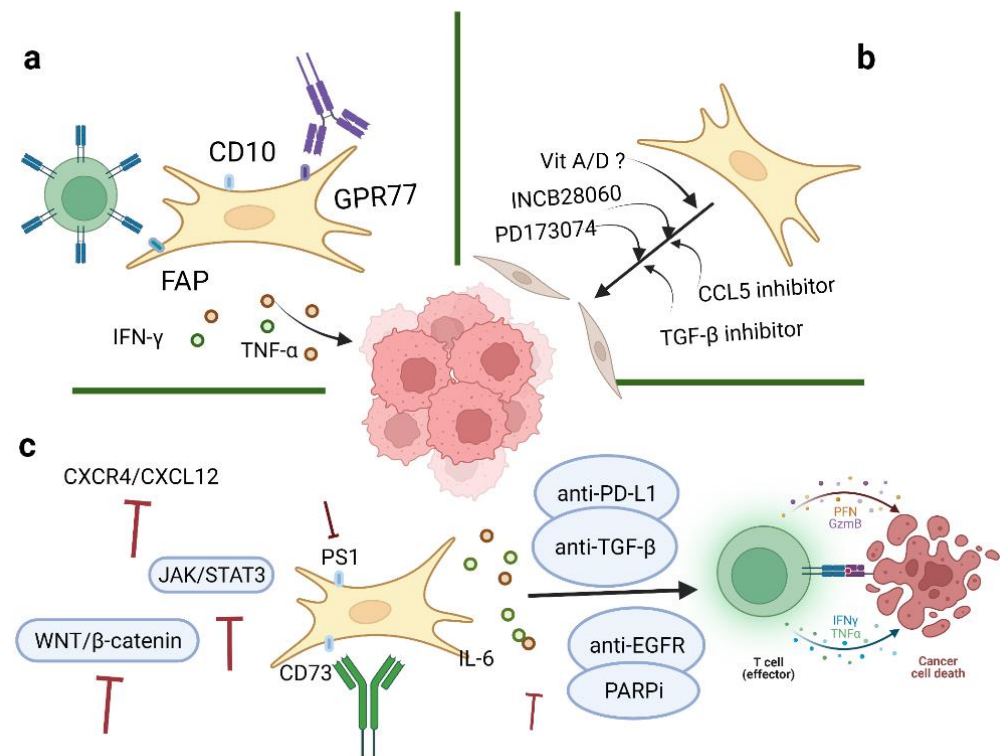 a
CD10
GPR77
FAP
IFN-γ
TNF-α
b
Vit A/D ?
INCB28060
PD173074
CCL5 inhibitor
TGF-β inhibitor
c
CXCR4/CXCL12
JAK/STAT3
WNT/β-catenin
PS1
CD73
IL-6
anti-PD-L1
anti-TGF-β
anti-EGFR
PARPi
PFN
GzmB
IFNγ
TNFα
T cell
(effector)
Cancer
cell death